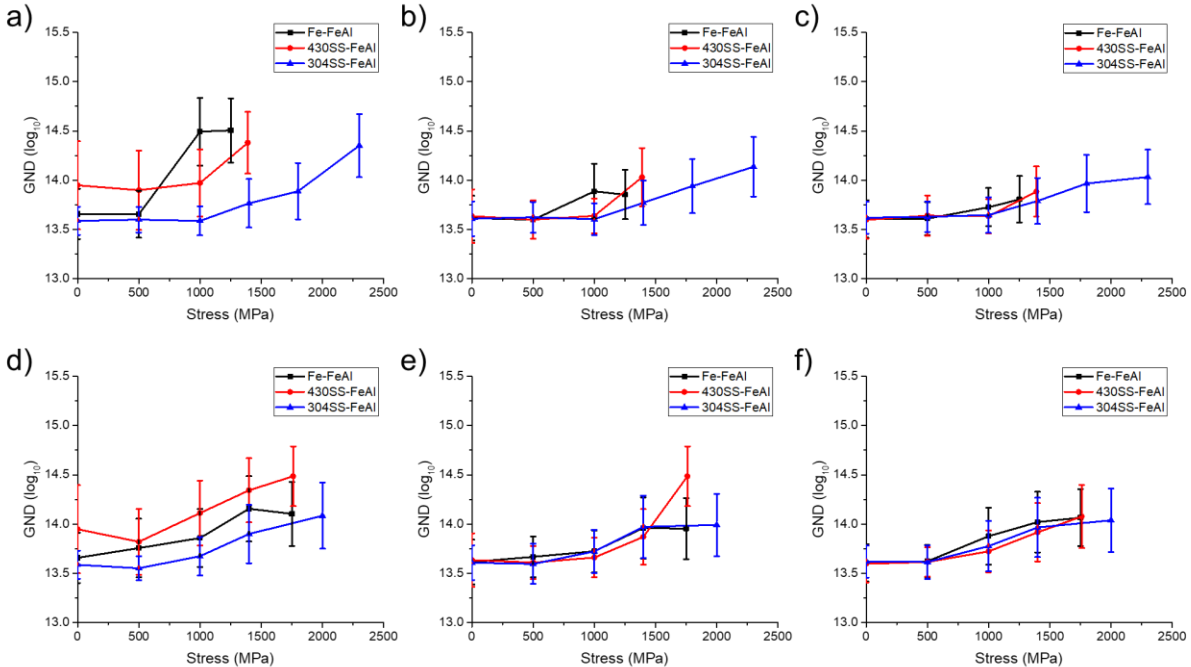 a)
15.5
15.0
14.5
14.0
13.5
13.0
GND (log10)
0 500 1000 1500 2000 2500
Stress (MPa)
Fe-FeAl
430SS-FeAl
304SS-FeAl
b)
15.5
15.0
14.5
14.0
13.5
13.0
GND (log10)
0 500 1000 1500 2000 2500
Stress (MPa)
Fe-FeAl
430SS-FeAl
304SS-FeAl
c)
15.5
15.0
14.5
14.0
13.5
13.0
GND (log10)
0 500 1000 1500 2000 2500
Stress (MPa)
Fe-FeAl
430SS-FeAl
304SS-FeAl
d)
15.5
15.0
14.5
14.0
13.5
13.0
GND (log10)
0 500 1000 1500 2000 2500
Stress (MPa)
Fe-FeAl
430SS-FeAl
304SS-FeAl
e)
15.5
15.0
14.5
14.0
13.5
13.0
GND (log10)
0 500 1000 1500 2000 2500
Stress (MPa)
Fe-FeAl
430SS-FeAl
304SS-FeAl
f)
15.5
15.0
14.5
14.0
13.5
13.0
GND (log10)
0 500 1000 1500 2000 2500
Stress (MPa)
Fe-FeAl
430SS-FeAl
304SS-FeAl